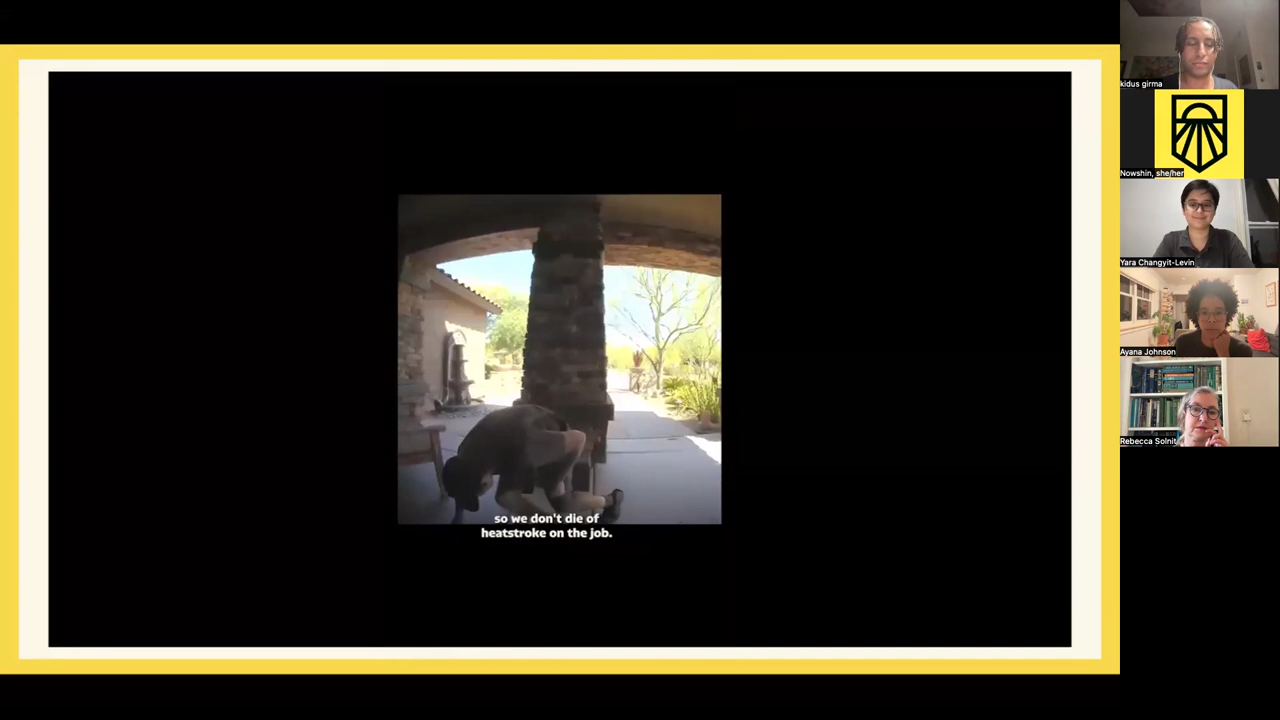 so we don't die of
heatstroke on the job.
kidus girma
Nowshin, she/her
Yara Changyit-Levin
Ayana Johnson
Rebecca Solnit